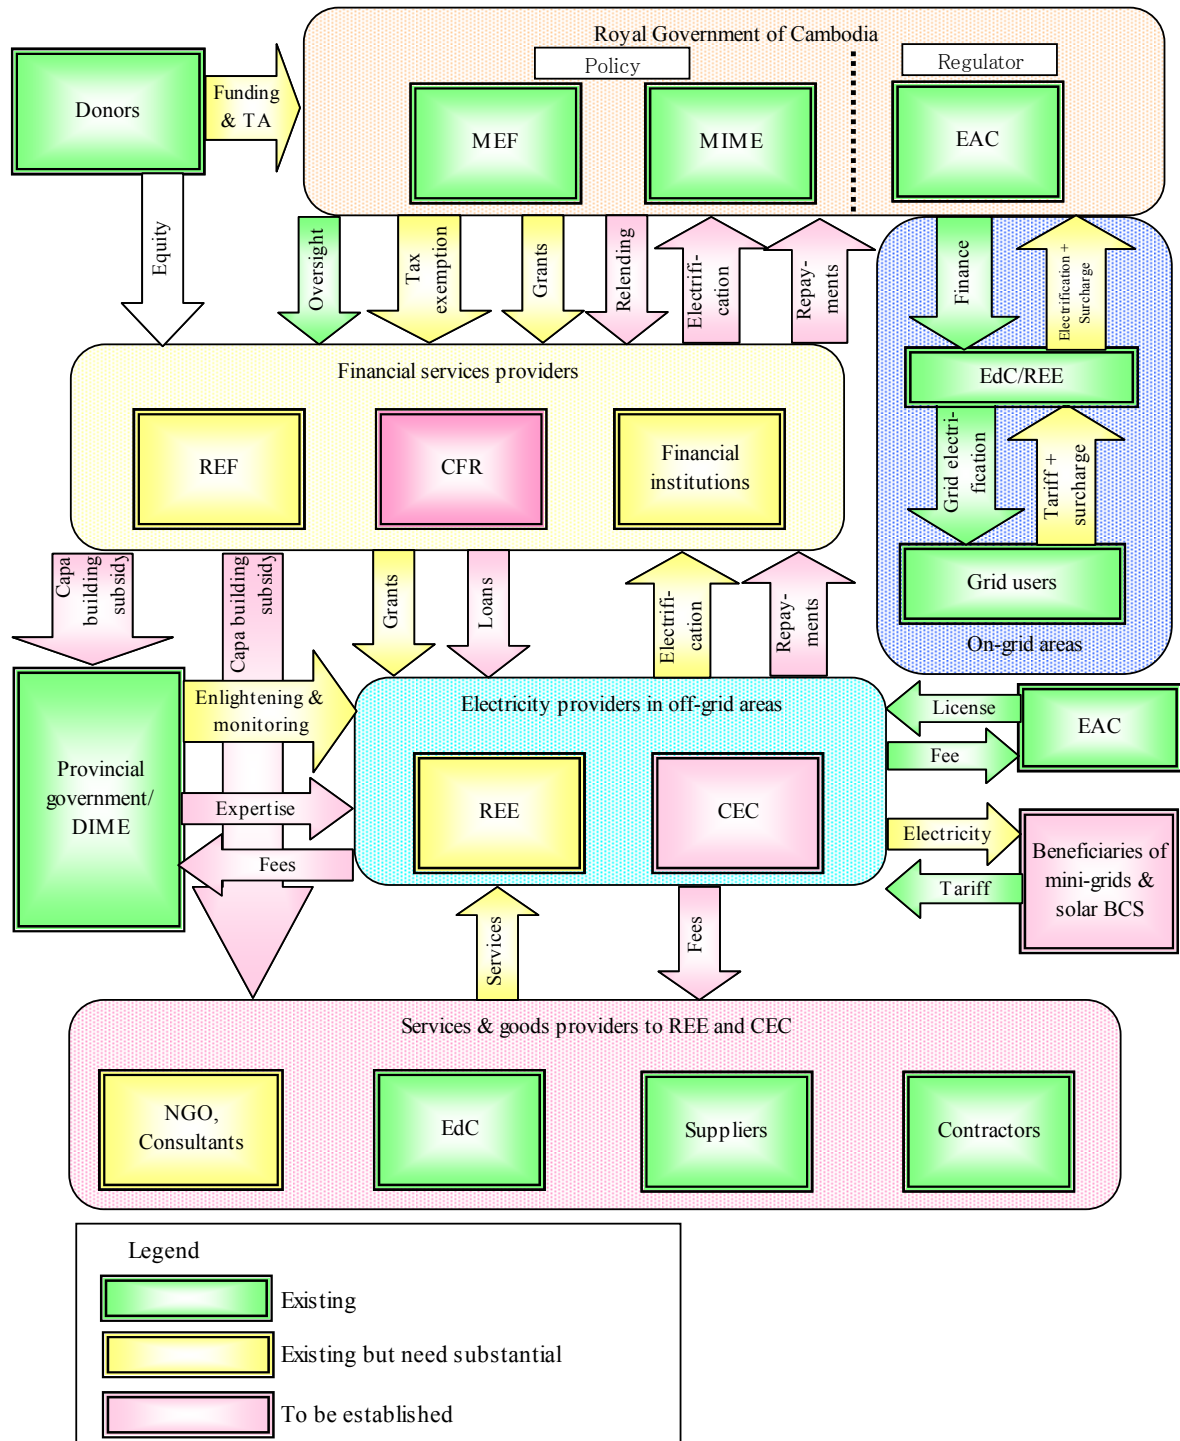 Royal Government of Cambodia
Policy
Regulator
Donors
Funding
& TA
MEF
MIME
EAC
Equity
Oversight
Tax
exemption
Grants
Relending
Electrifi-
cation
Repay-
ments
Finance
Electrification +
Surcharge
Financial services providers
EdC/REE
REF
CFR
Financial
institutions
Grid electri-
fication
Tariff +
surcharge
Grid users
On-grid areas
Capa
building
subsidy
Capa building
subsidy
Grants
Loans
Electrifi-
cation
Repay-
ments
Enlightening &
monitoring
Electricity providers in off-grid areas
License
EAC
Fee
Provincial
government/
DIME
Expertise
REE
CEC
Electricity
Beneficiaries of
mini-grids &
solar BCS
Fees
Tariff
Services
Fees
Services & goods providers to REE and CEC
NGO,
Consultants
EdC
Suppliers
Contractors
Legend
Existing
Existing but need substantial
To be established